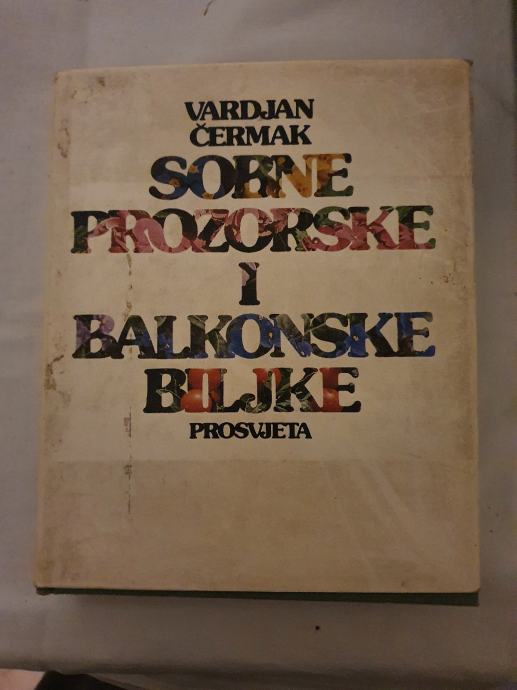 VARDJAN
ČERMAK
SOBNE
PROZORSKE
I
BALKONSKE
BILJKE
PROSVJETA